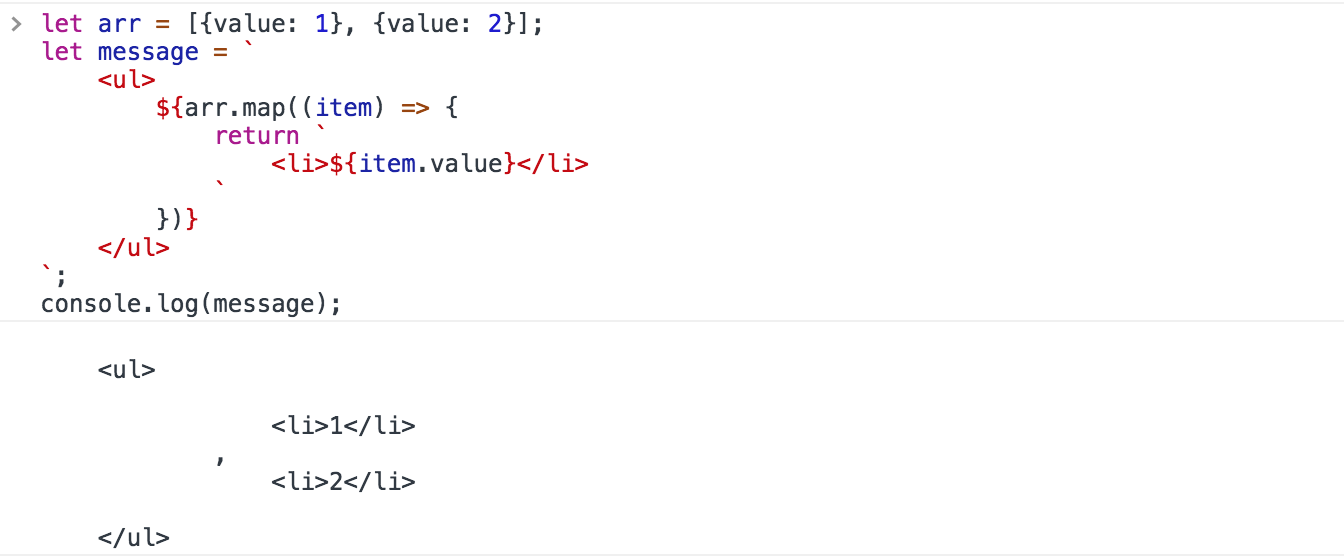 > let arr = [{value: 1}, {value: 2}];
let message = `
    <ul>
        ${arr.map((item) => {
            return `
                <li>${item.value}</li>
            `
        })}
    </ul>
`;
console.log(message);
    <ul>
                <li>1</li>
            ,
                <li>2</li>
    </ul>